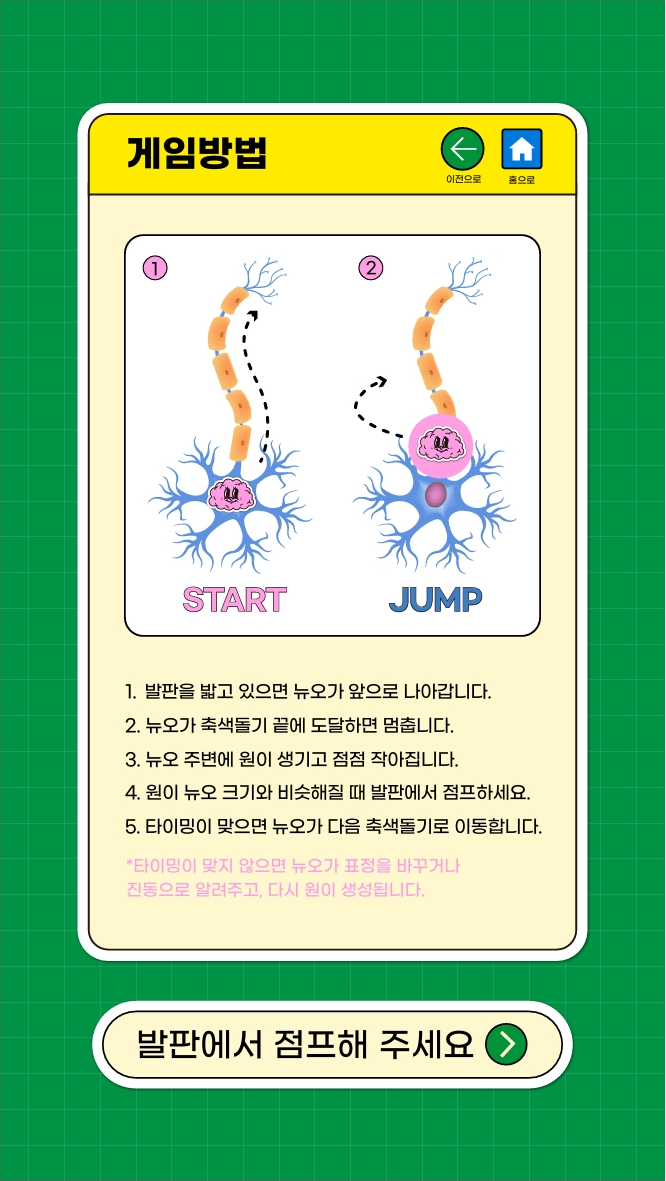 게임방법
이전으로
홈으로
1
2
START
JUMP
1. 발판을 밟고 있으면 뉴오가 앞으로 나아갑니다.
2. 뉴오가 축색돌기 끝에 도달하면 멈춥니다.
3. 뉴오 주변에 원이 생기고 점점 작아집니다.
4. 원이 뉴오 크기와 비슷해질 때 발판에서 점프하세요.
5. 타이밍이 맞으면 뉴오가 다음 축색돌기로 이동합니다.
*타이밍이 맞지 않으면 뉴오가 표정을 바꾸거나
진동으로 알려주고, 다시 원이 생성됩니다.
발판에서 점프해 주세요